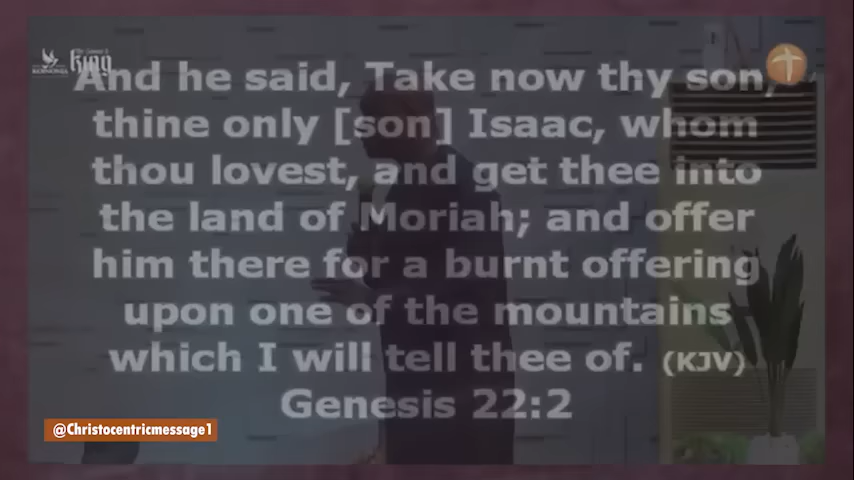 KOINONIA
King
And he said, Take now thy son,
thine only [son] Isaac, whom
thou lovest, and get thee into
the land of Moriah; and offer
him there for a burnt offering
upon one of the mountains
which I will tell thee of. (KJV)
Genesis 22:2
@Christocentricmessage1